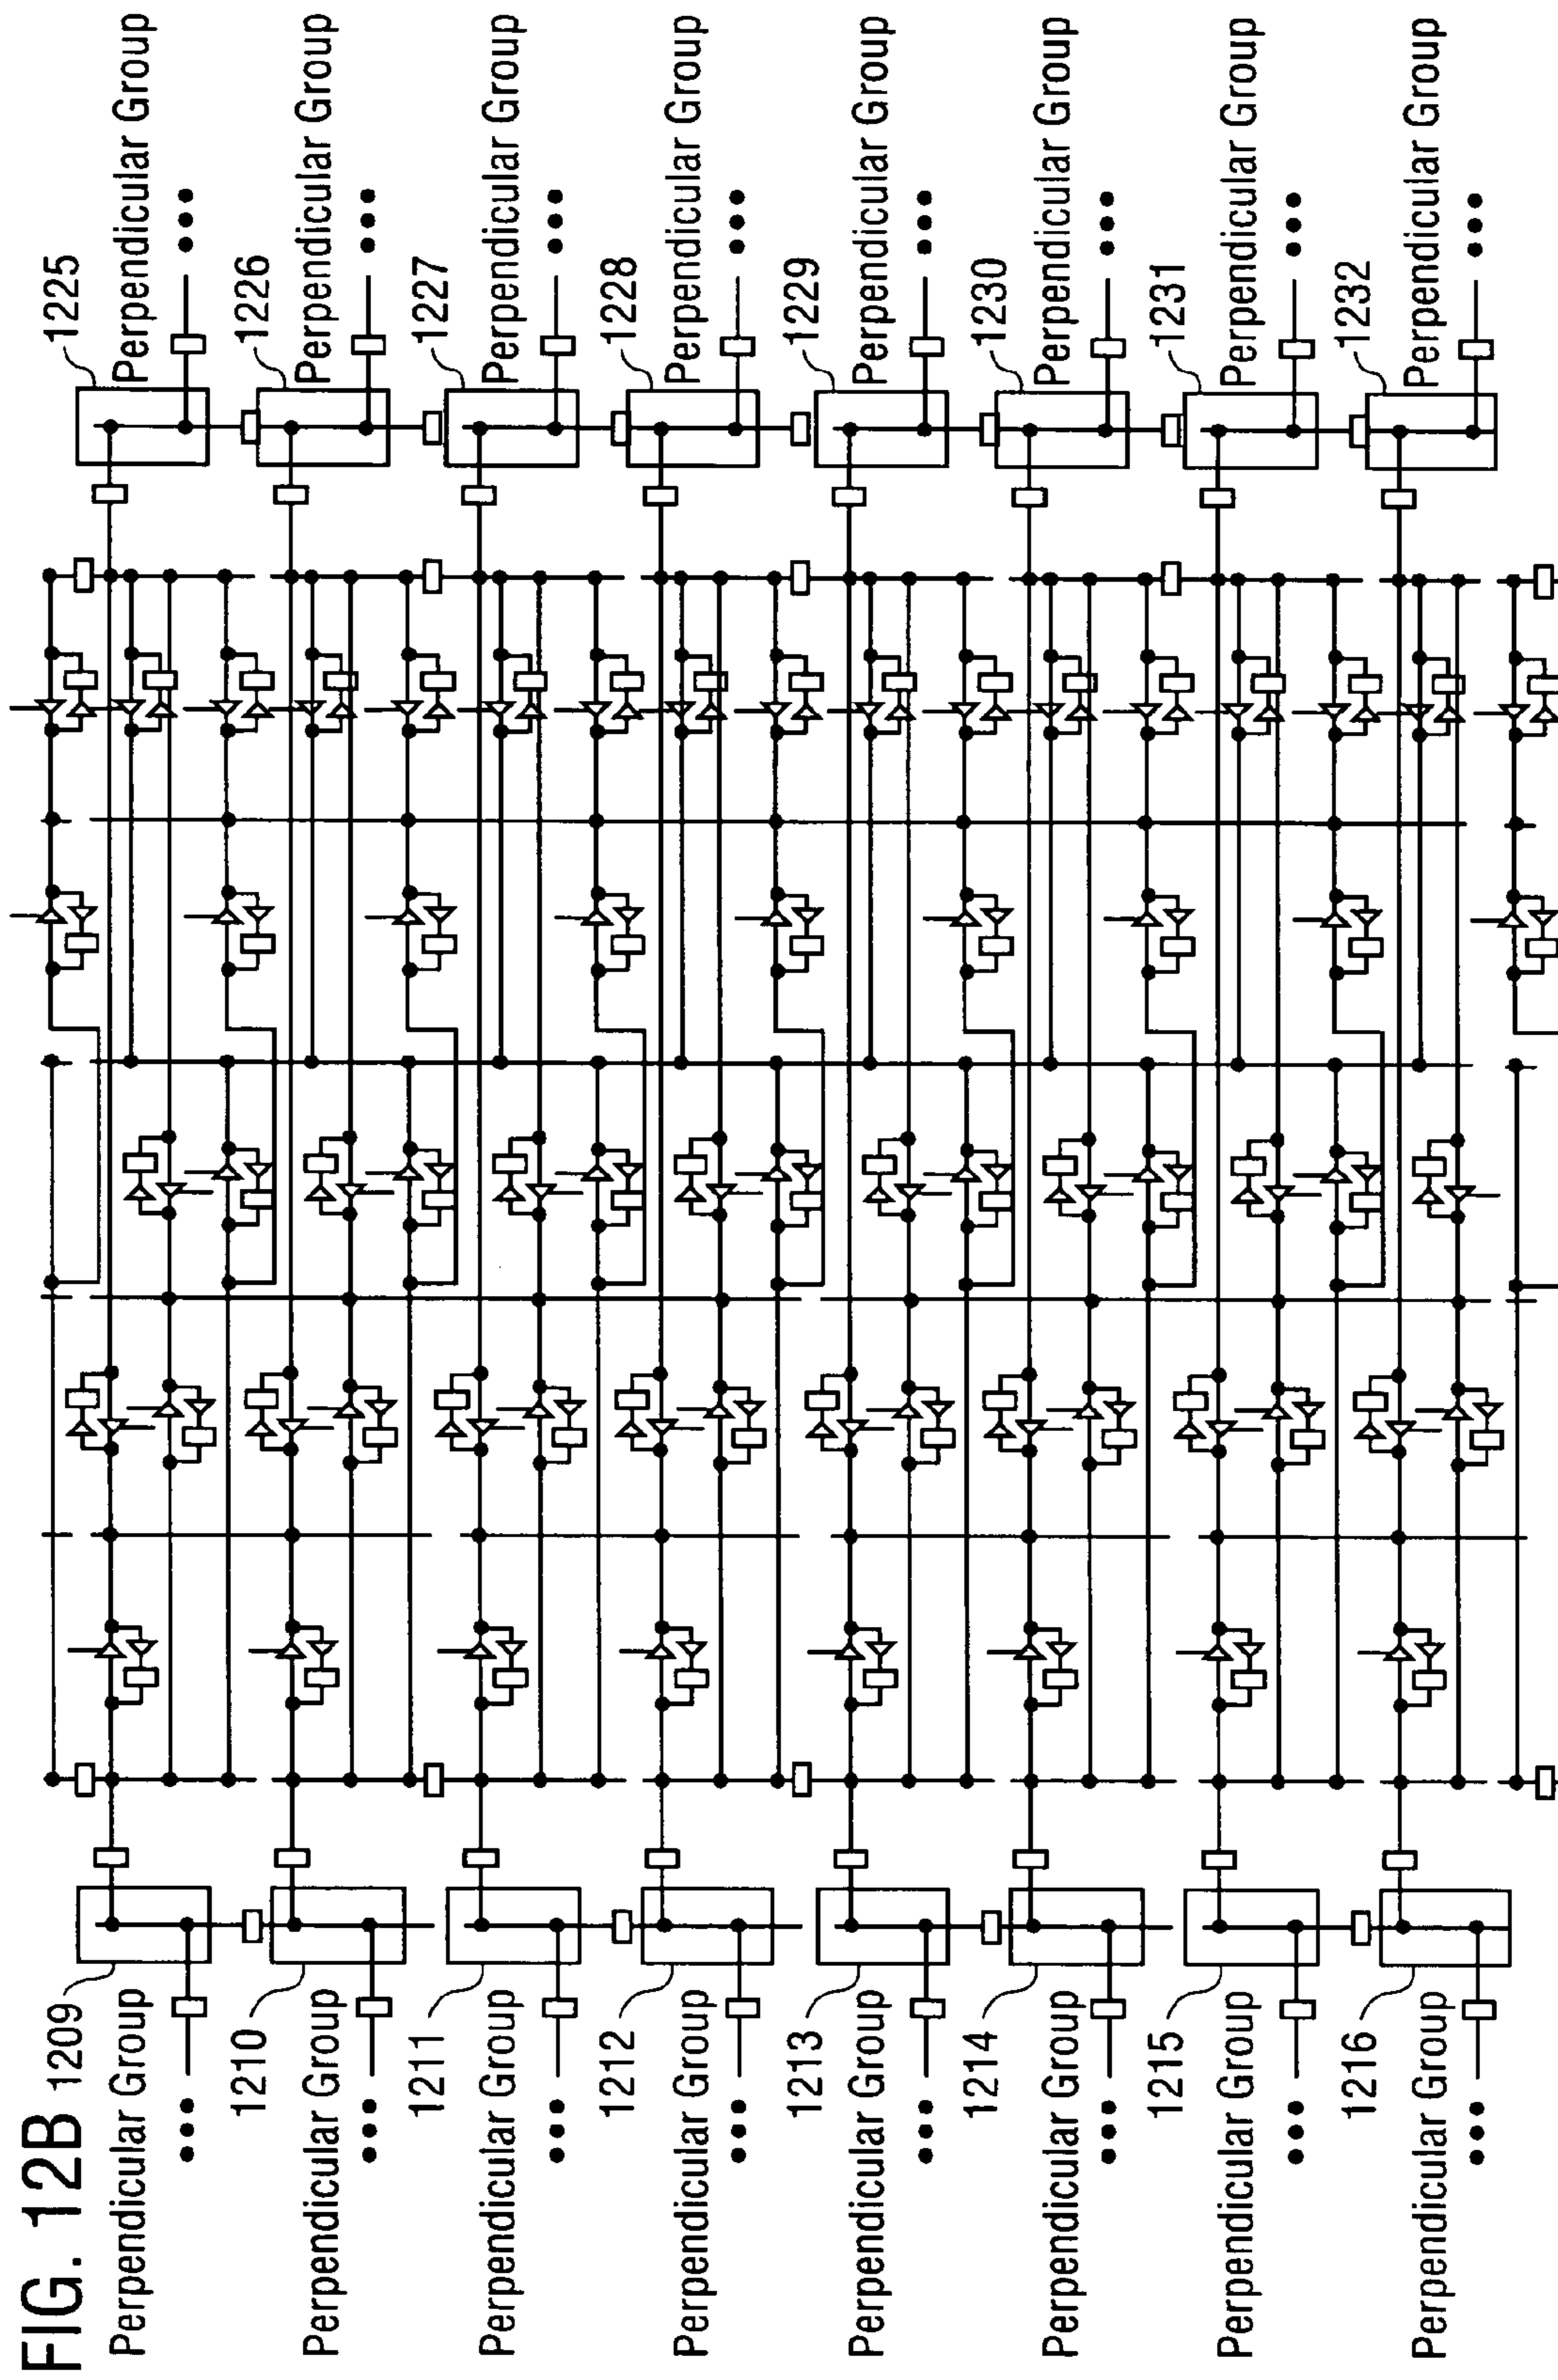 FIG. 12B
1209
Perpendicular Group
1210
Perpendicular Group
1211
Perpendicular Group
1212
Perpendicular Group
1213
Perpendicular Group
1214
Perpendicular Group
1215
Perpendicular Group
1216
Perpendicular Group
1225
Perpendicular Group
1226
Perpendicular Group
1227
Perpendicular Group
1228
Perpendicular Group
1229
Perpendicular Group
1230
Perpendicular Group
1231
Perpendicular Group
1232
Perpendicular Group